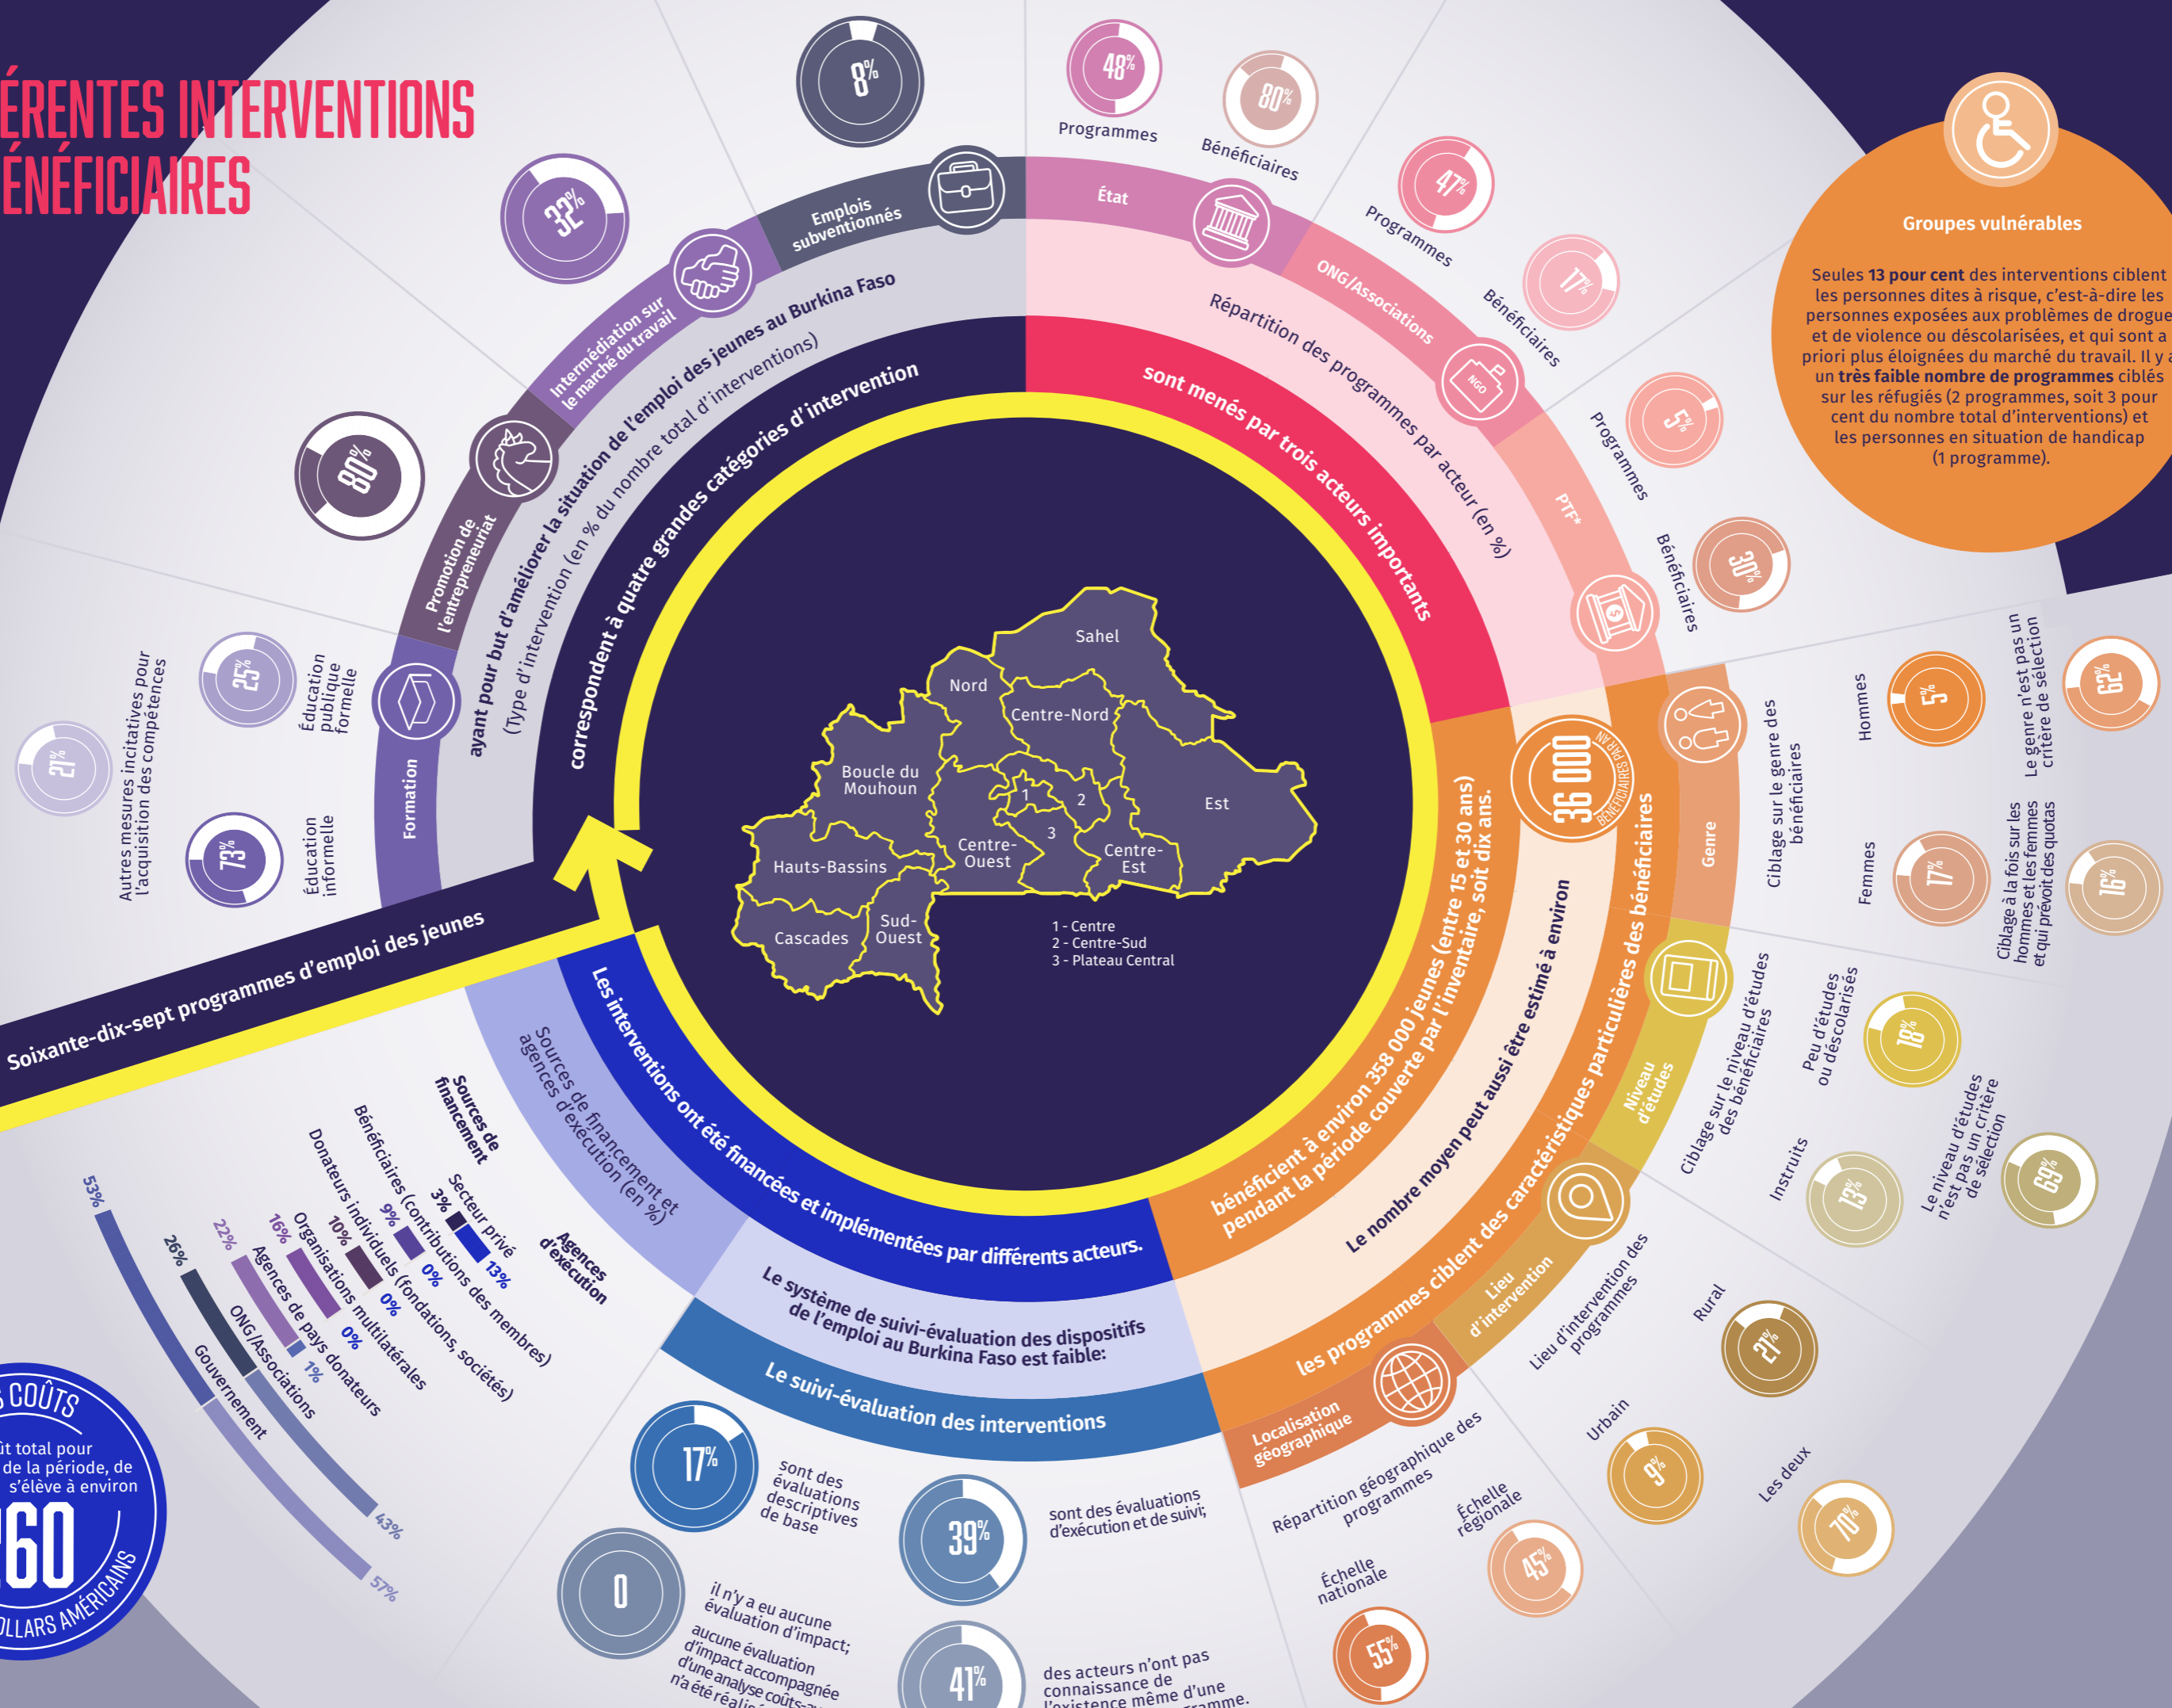 ÉRENTES INTERVENTIONS
ÉNÉFICIAIRES
Soixante-dix-sept programmes d'emploi des jeunes
ayant pour but d'améliorer la situation de l'emploi des jeunes au Burkina Faso
(Type d'intervention (en % du nombre total d'interventions)
correspondent à quatre grandes catégories d'intervention
Formation
21%
Autres mesures incitatives pour
l'acquisition des compétences
25%
Éducation
publique
formelle
73%
Éducation
informelle
Promotion de
l'entrepreneuriat
80%
Intermédiation sur
le marché du travail
32%
Emplois
subventionnés
8%
sont menés par trois acteurs importants
Répartition des programmes par acteur (en %)
État
48%
Programmes
80%
Bénéficiaires
ONG/Associations
NGO
47%
Programmes
17%
Bénéficiaires
PTF*
$
5%
Programmes
30%
Bénéficiaires
Groupes vulnérables
Seules 13 pour cent des interventions ciblent
les personnes dites à risque, c'est-à-dire les
personnes exposées aux problèmes de drogue
et de violence ou déscolarisées, et qui sont a
priori plus éloignées du marché du travail. Il y a
un très faible nombre de programmes ciblés
sur les réfugiés (2 programmes, soit 3 pour
cent du nombre total d'interventions) et
les personnes en situation de handicap
(1 programme).
Sahel
Nord
Centre-Nord
Boucle du
Mouhoun
1
2
3
Est
Centre-
Ouest
Centre-
Est
Hauts-Bassins
Sud-
Ouest
Cascades
1 - Centre
2 - Centre-Sud
3 - Plateau Central
bénéficient à environ 358 000 jeunes (entre 15 et 30 ans)
pendant la période couverte par l'inventaire, soit dix ans.
Le nombre moyen peut aussi être estimé à environ
36 000
BÉNÉFICIAIRES PAR AN
les programmes ciblent des caractéristiques particulières des bénéficiaires
Genre
Ciblage sur le genre des
bénéficiaires
Hommes
5%
Le genre n'est pas un
critère de sélection
62%
Femmes
17%
Ciblage à la fois sur les
hommes et les femmes
et qui prévoit des quotas
16%
Niveau
d'études
Ciblage sur le niveau d'études
des bénéficiaires
Peu d'études
ou déscolarisés
18%
Instruits
13%
Le niveau d'études
n'est pas un critère
de sélection
69%
Lieu
d'intervention
Lieu d'intervention des
programmes
Rural
21%
Urbain
9%
Les deux
70%
Localisation
géographique
Répartition géographique des
programmes
Échelle
régionale
45%
Échelle
nationale
55%
Les interventions ont été financées et implémentées par différents acteurs.
Sources de financement et
agences d'exécution (en %)
Sources de
financement
Agences
d'exécution
3%
Secteur privé
13%
9%
Bénéficiaires (contributions des membres)
0%
10%
Donateurs individuels (fondations, sociétés)
0%
16%
Organisations multilatérales
0%
22%
Agences de pays donateurs
1%
26%
ONG/Associations
43%
53%
Gouvernement
57%
S COÛTS
ût total pour
de la période, de
s'élève à environ
60
OLLARS AMÉRICAINS
Le système de suivi-évaluation des dispositifs
de l'emploi au Burkina Faso est faible:
Le suivi-évaluation des interventions
17%
sont des
évaluations
descriptives
de base
39%
sont des évaluations
d'exécution et de suivi;
0
il n'y a eu aucune
évaluation d'impact;
aucune évaluation
d'impact accompagnée
d'une analyse coûts-
n'a été
41%
des acteurs n'ont pas
connaissance de
l'existence même d'une